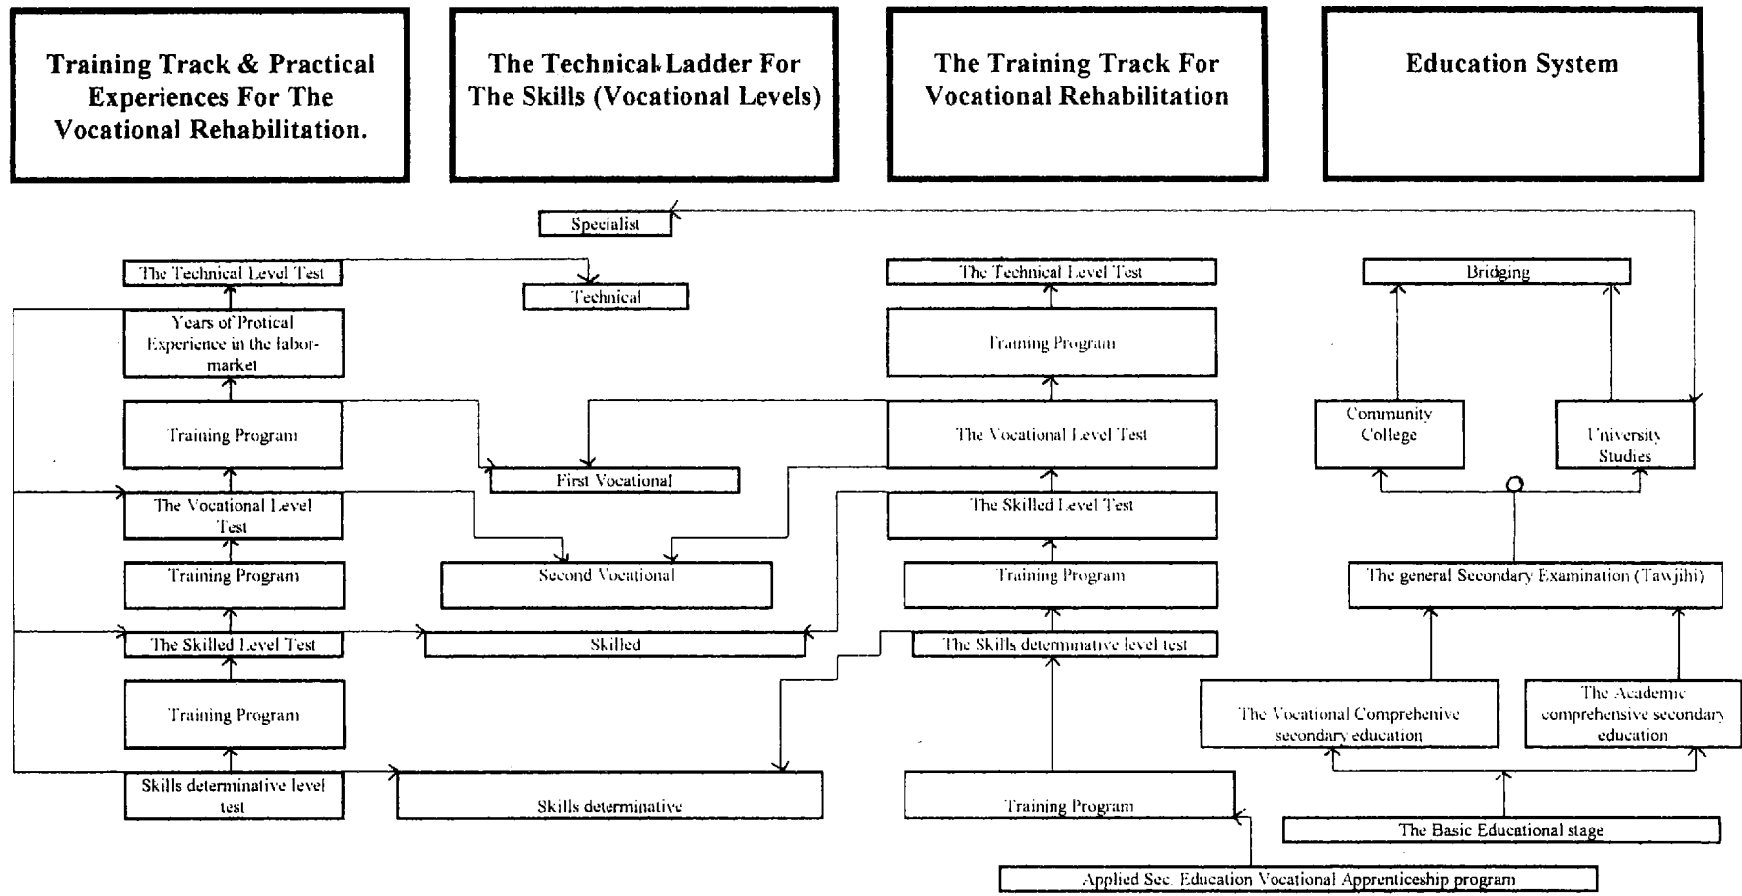 Training Track & Practical
Experiences For The
Vocational Rehabilitation.
The Technical Ladder For
The Skills (Vocational Levels)
The Training Track For
Vocational Rehabilitation
Education System
Specialist
The Technical Level Test
Technical
The Technical Level Test
Bridging
Years of Protical
Experience in the labor-
market
Training Program
Training Program
First Vocational
The Vocational Level Test
Community
College
University
Studies
The Vocational Level
Test
The Skilled Level Test
Training Program
Second Vocational
Training Program
The general Secondary Examination (Tawjihi)
The Skilled Level Test
Skilled
The Skills determinative level test
Training Program
The Vocational Comprehenive
secondary education
The Academic
comprehensive secondary
education
Skills determinative level
test
Skills determinative
Training Program
The Basic Educational stage
Applied Sec. Education Vocational Apprenticeship program